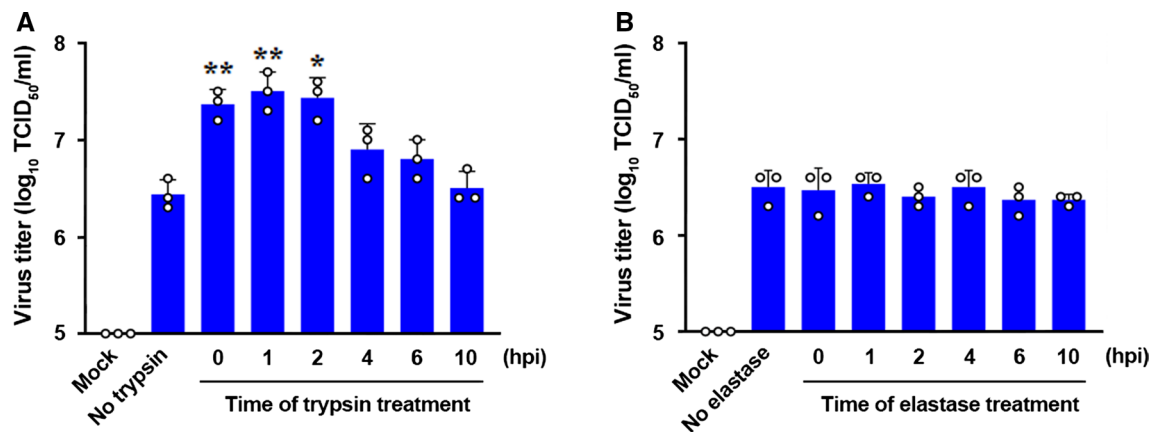 A
Virus titer (log10 TCID50/ml)
8
7
6
5
** ** *
Mock No trypsin 0 1 2 4 6 10 (hpi)
Time of trypsin treatment
B
Virus titer (log10 TCID50/ml)
8
7
6
5
Mock No elastase 0 1 2 4 6 10 (hpi)
Time of elastase treatment